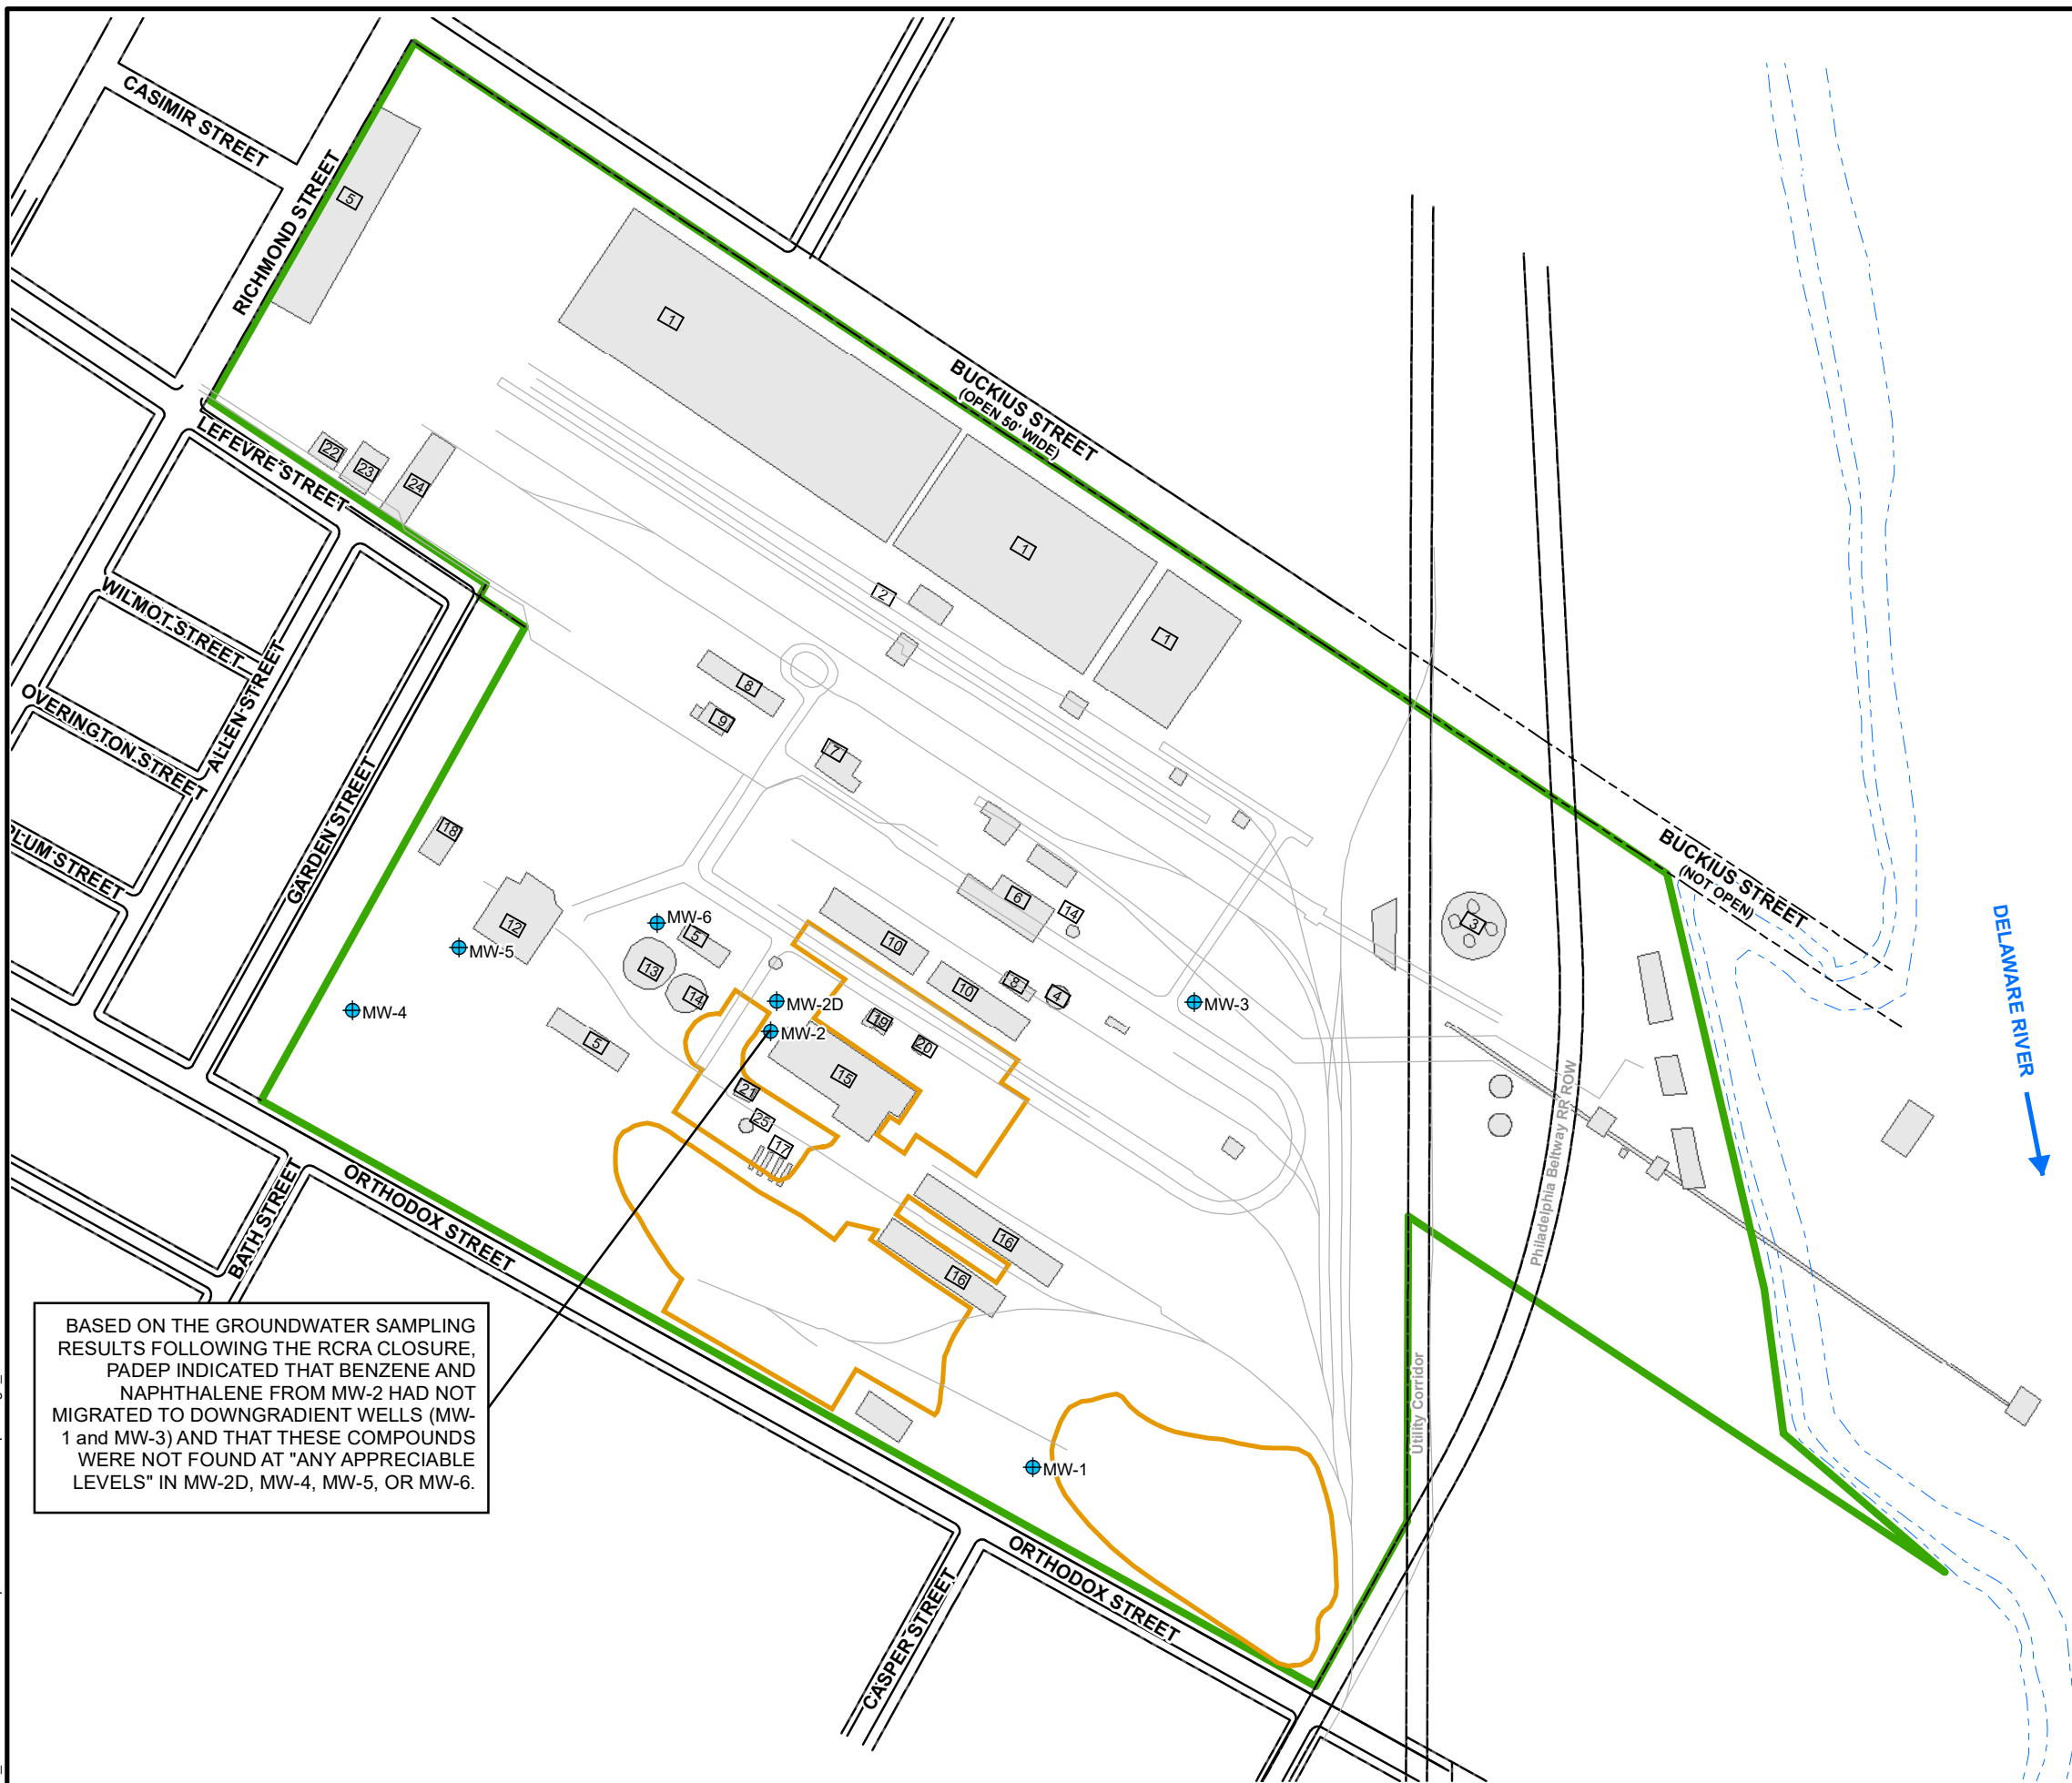 CASIMIR STREET
RICHMOND STREET
5
1
BUCKIUS STREET
(OPEN 50' WIDE)
LEFEVRE STREET
22
23
24
1
2
1
WILMOT STREET
ALLEN STREET
OVERINGTON STREET
8
9
7
GARDEN STREET
PLUM STREET
18
12
MW-6
5
13
14
MW-5
MW-4
5
10
6
14
10
8
4
MW-3
3
BUCKIUS STREET
(NOT OPEN)
DELAWARE RIVER
MW-2D
MW-2
19
20
15
21
25
17
Philadelphia Beltway RR ROW
16
16
BATH STREET
ORTHODOX STREET
Utility Corridor
BASED ON THE GROUNDWATER SAMPLING
RESULTS FOLLOWING THE RCRA CLOSURE,
PADEP INDICATED THAT BENZENE AND
NAPHTHALENE FROM MW-2 HAD NOT
MIGRATED TO DOWNGRADIENT WELLS (MW-
1 and MW-3) AND THAT THESE COMPOUNDS
WERE NOT FOUND AT "ANY APPRECIABLE
LEVELS" IN MW-2D, MW-4, MW-5, OR MW-6.
MW-1
ORTHODOX STREET
CASPER STREET